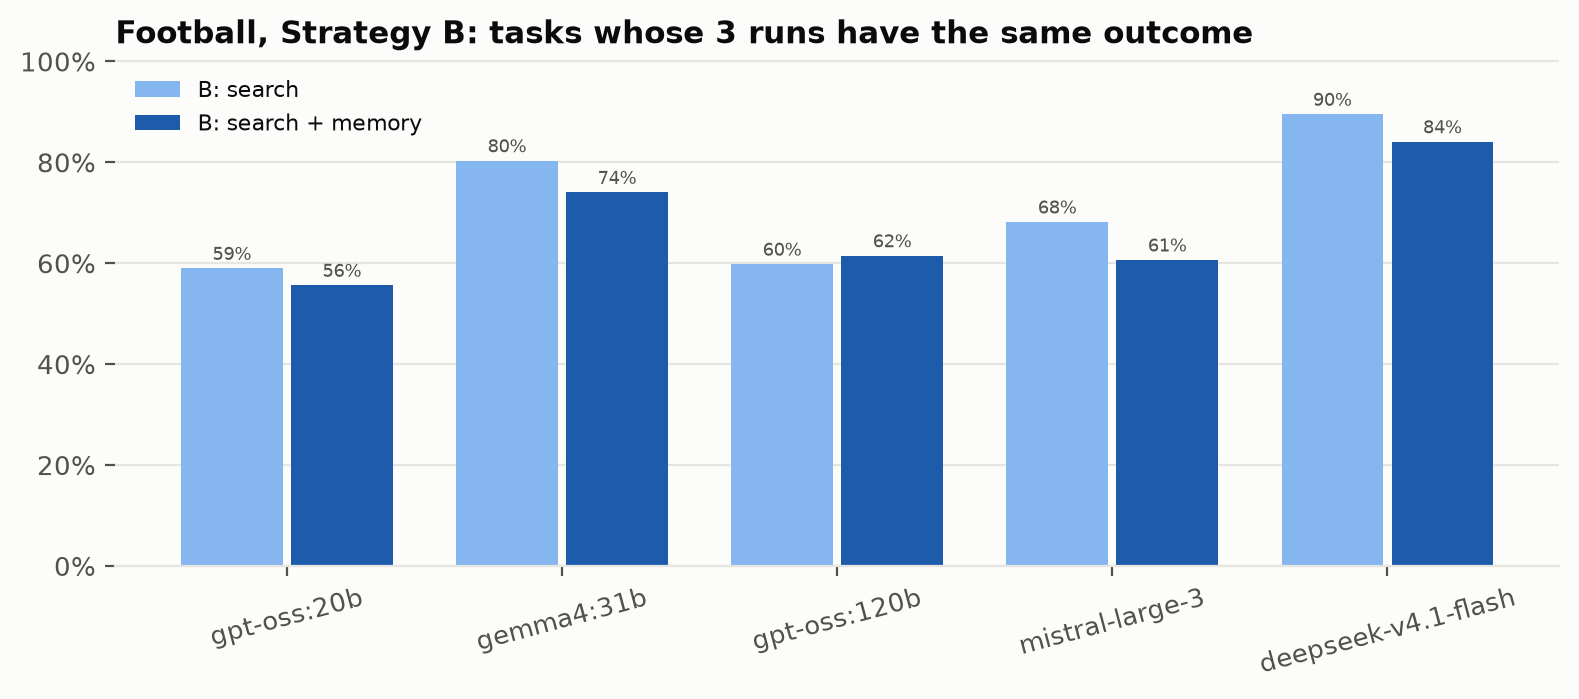 Football, Strategy B: tasks whose 3 runs have the same outcome
100%
80%
60%
40%
20%
0%
B: search
B: search + memory
59%
56%
80%
74%
60%
62%
68%
61%
90%
84%
gpt-oss:20b
gemma4:31b
gpt-oss:120b
mistral-large-3
deepseek-v4.1-flash